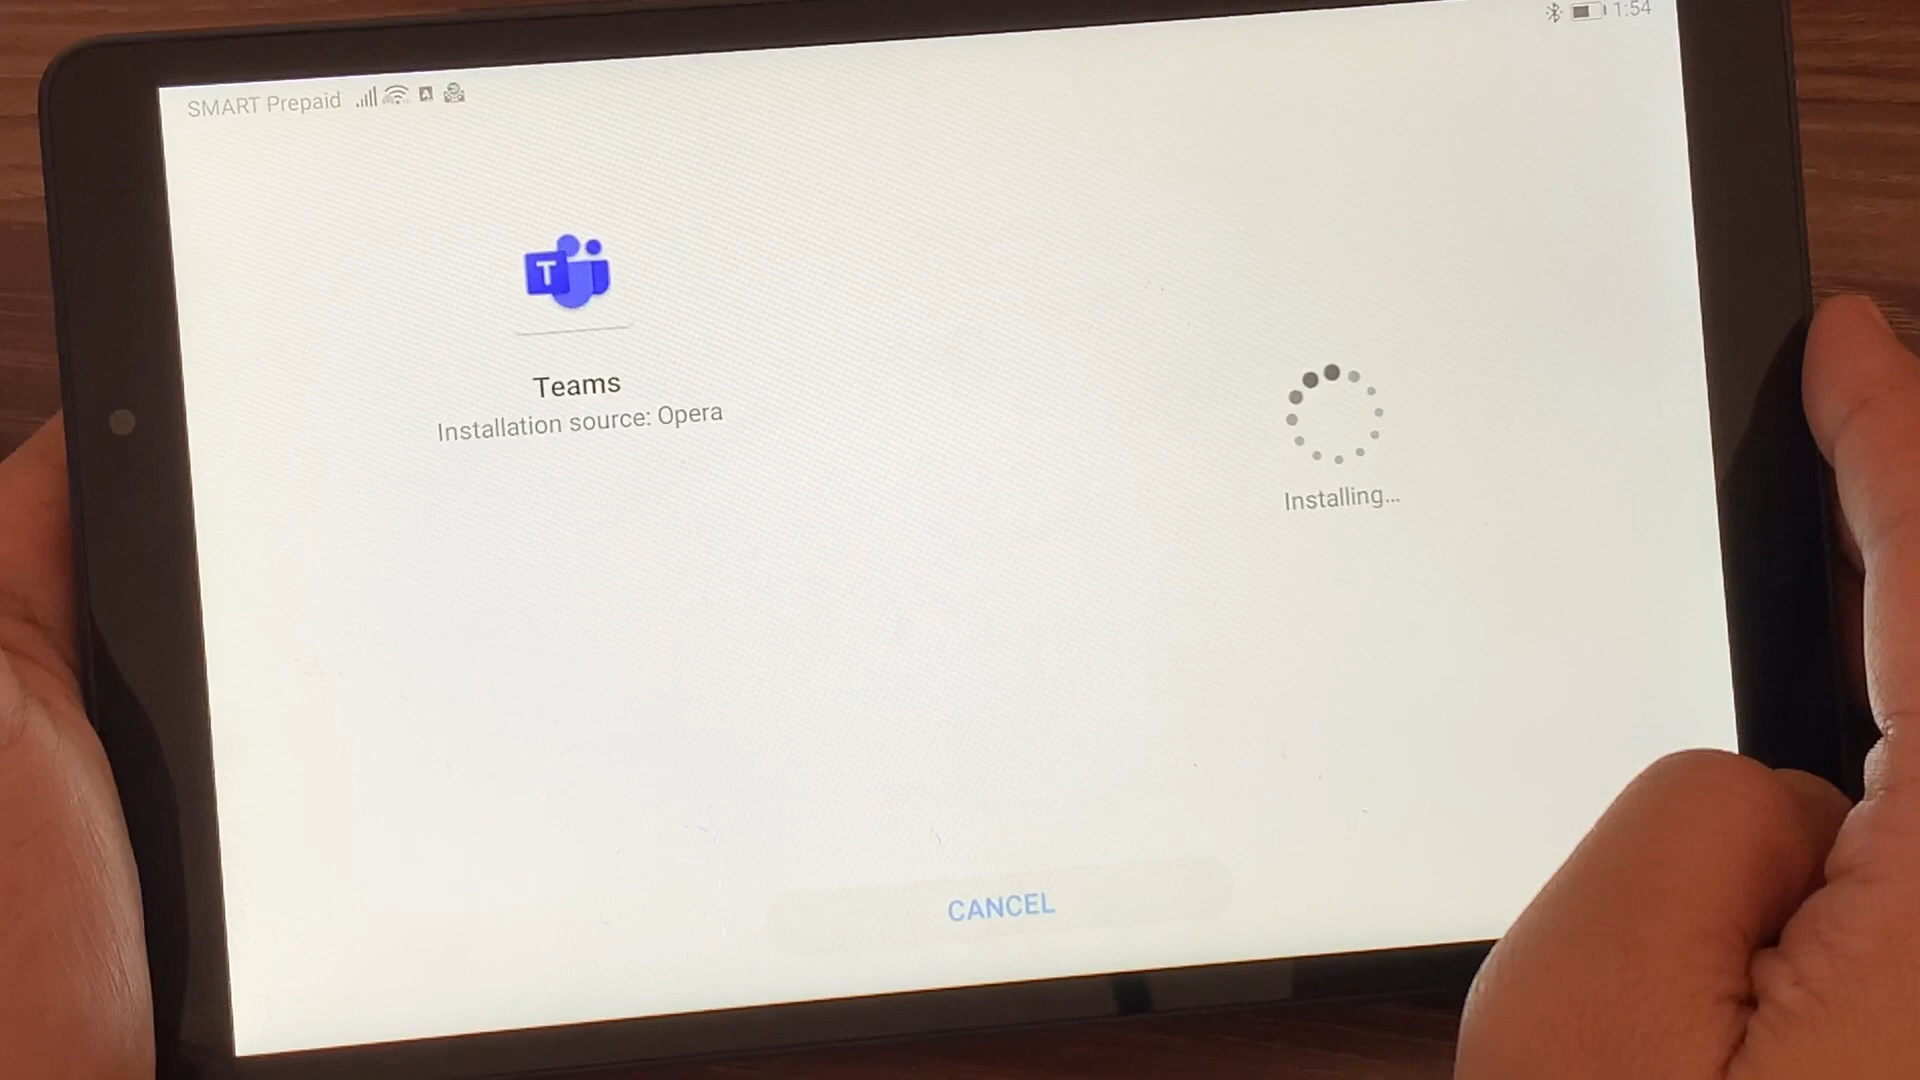 SMART Prepaid
1:54
T
Teams
Installation source: Opera
Installing...
CANCEL